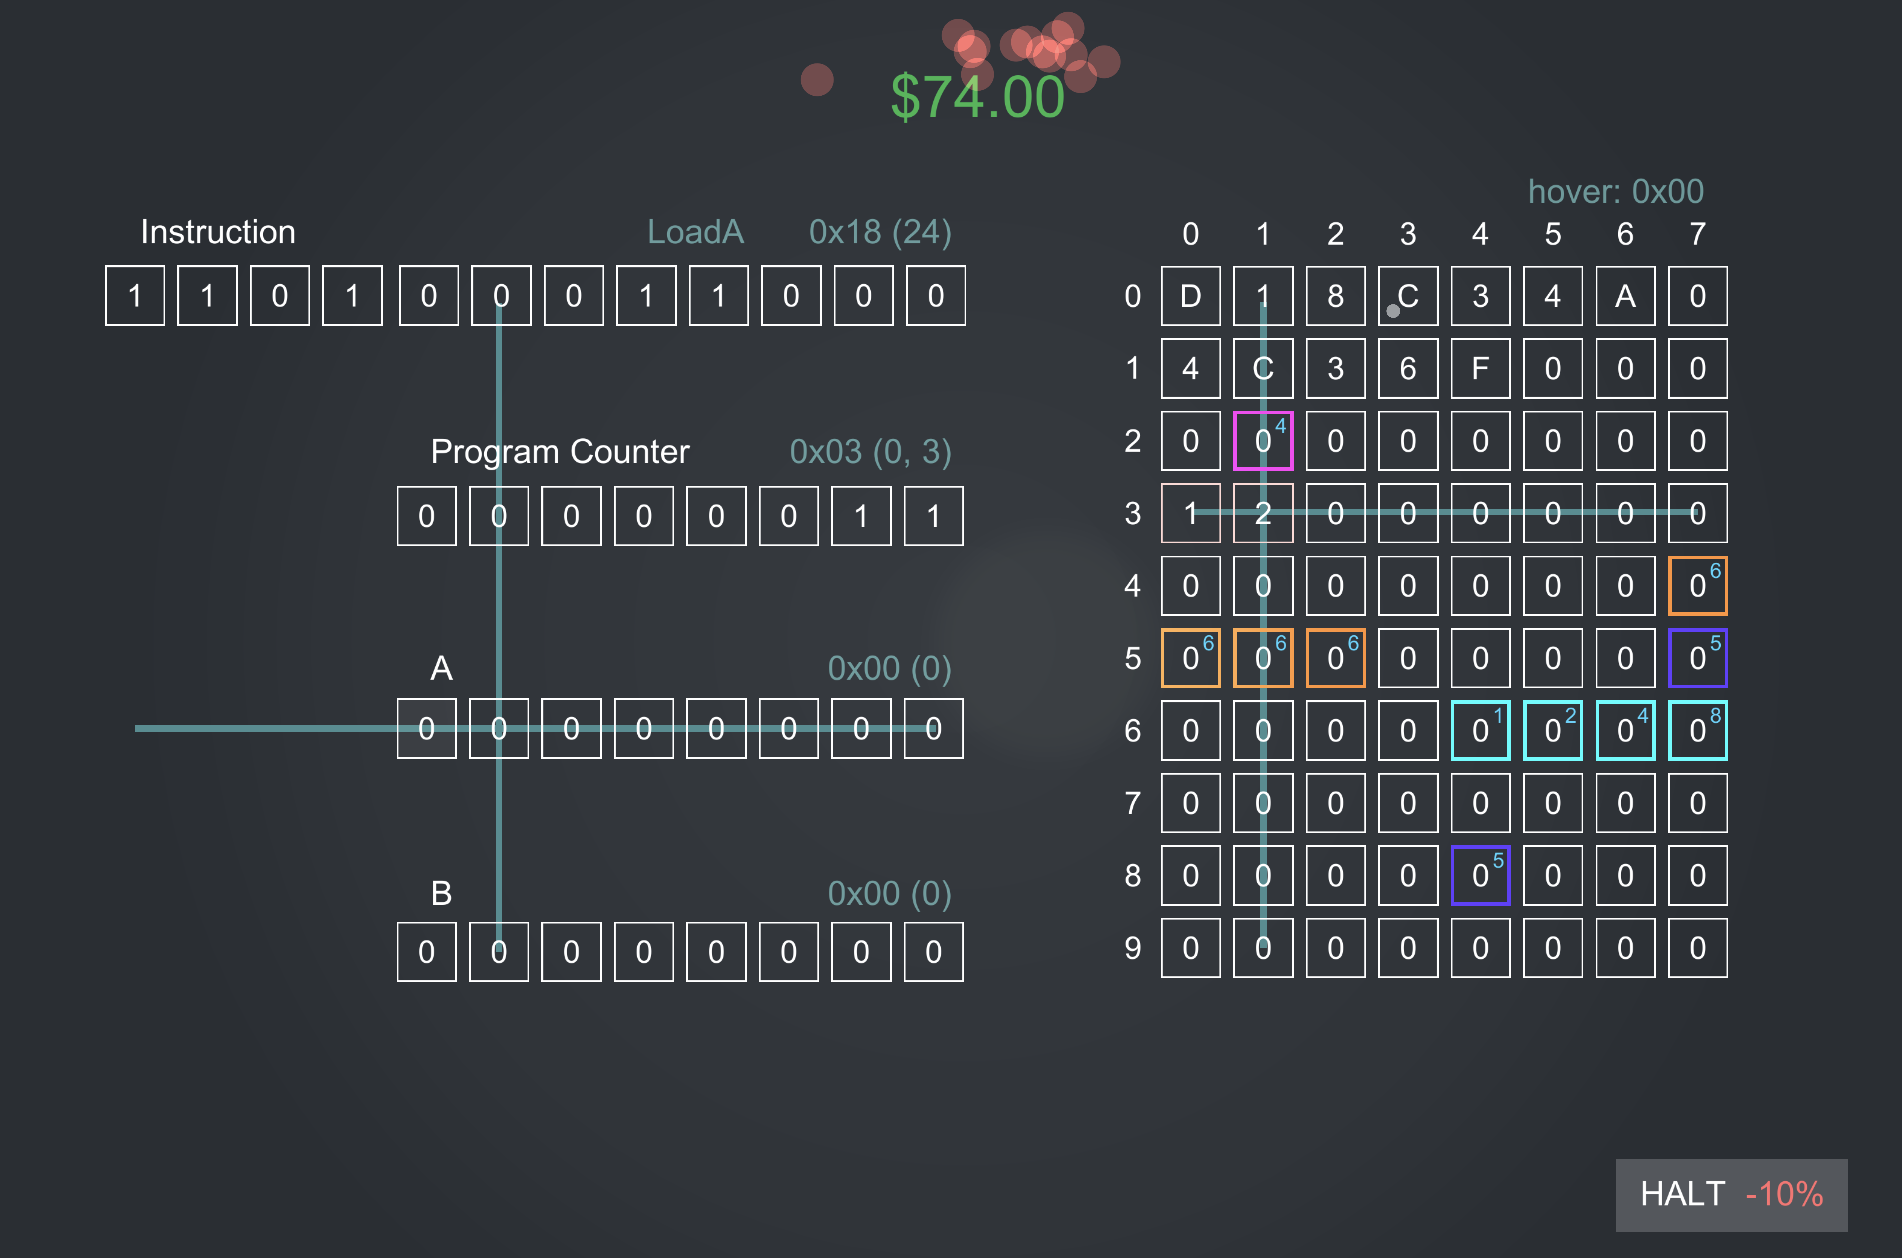 $74.00
hover: 0x00
Instruction LoadA 0x18 (24)
1 1 0 1 0 0 0 1 1 0 0 0
Program Counter 0x03 (0, 3)
0 0 0 0 0 0 1 1
A 0x00 (0)
0 0 0 0 0 0 0 0
B 0x00 (0)
0 0 0 0 0 0 0 0
0 1 2 3 4 5 6 7
0 D 1 8 C 3 4 A 0
1 4 C 3 6 F 0 0 0
2 0 0 4 0 0 0 0 0 0
3 1 2 0 0 0 0 0 0
4 0 0 0 0 0 0 0 0 6
5 0 6 0 6 0 6 0 0 0 0 0 5
6 0 0 0 0 0 1 0 2 0 4 0 8
7 0 0 0 0 0 0 0 0
8 0 0 0 0 0 5 0 0 0
9 0 0 0 0 0 0 0 0
HALT -10%